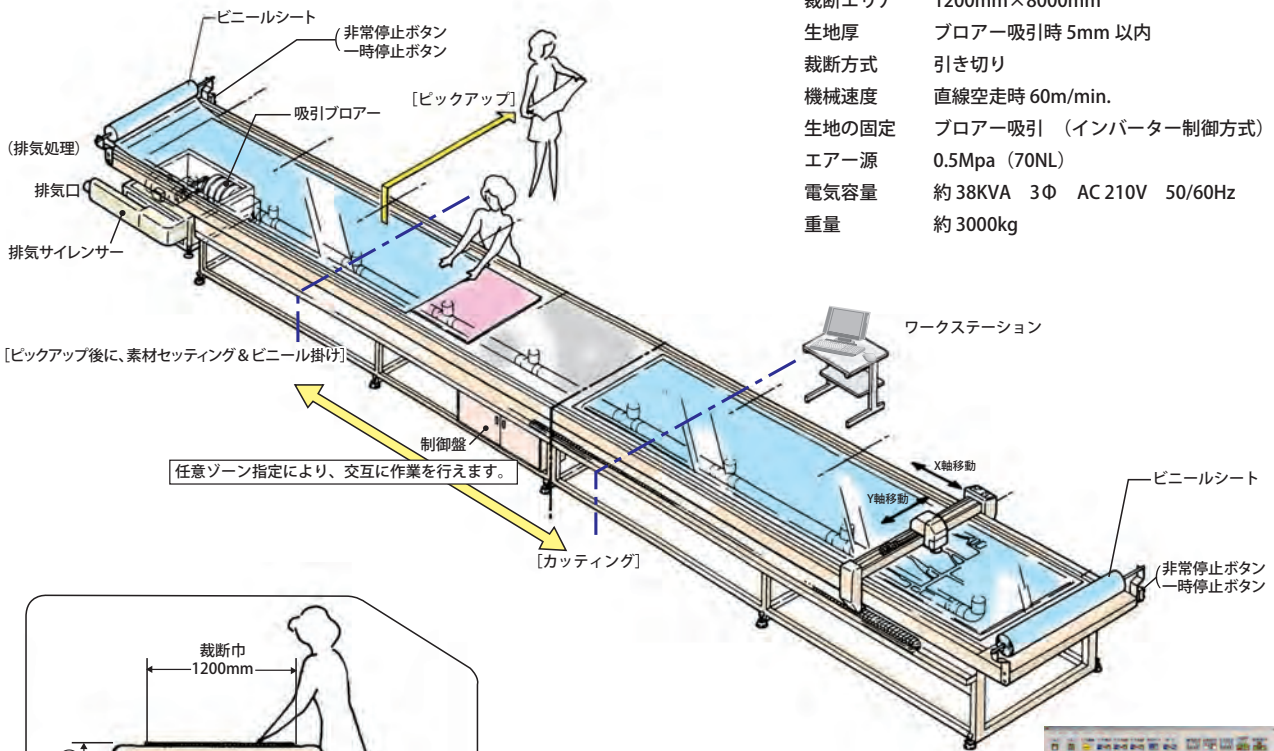 裁断エリア　1200mm×8000mm
生地厚　ブロアー吸引時 5mm 以内
裁断方式　引き切り
機械速度　直線空走時 60m/min.
生地の固定　ブロアー吸引　（インバーター制御方式）
エアー源　0.5Mpa（70NL）
電気容量　約 38KVA　3Φ　AC 210V　50/60Hz
重量　約 3000kg
ビニールシート
非常停止ボタン
一時停止ボタン
吸引ブロアー
[ピックアップ]
(排気処理)
排気口
排気サイレンサー
[ピックアップ後に、素材セッティング＆ビニール掛け]
ワークステーション
制御盤
任意ゾーン指定により、交互に作業を行えます。
X軸移動
Y軸移動
ビニールシート
[カッティング]
非常停止ボタン
一時停止ボタン
裁断巾
1200mm